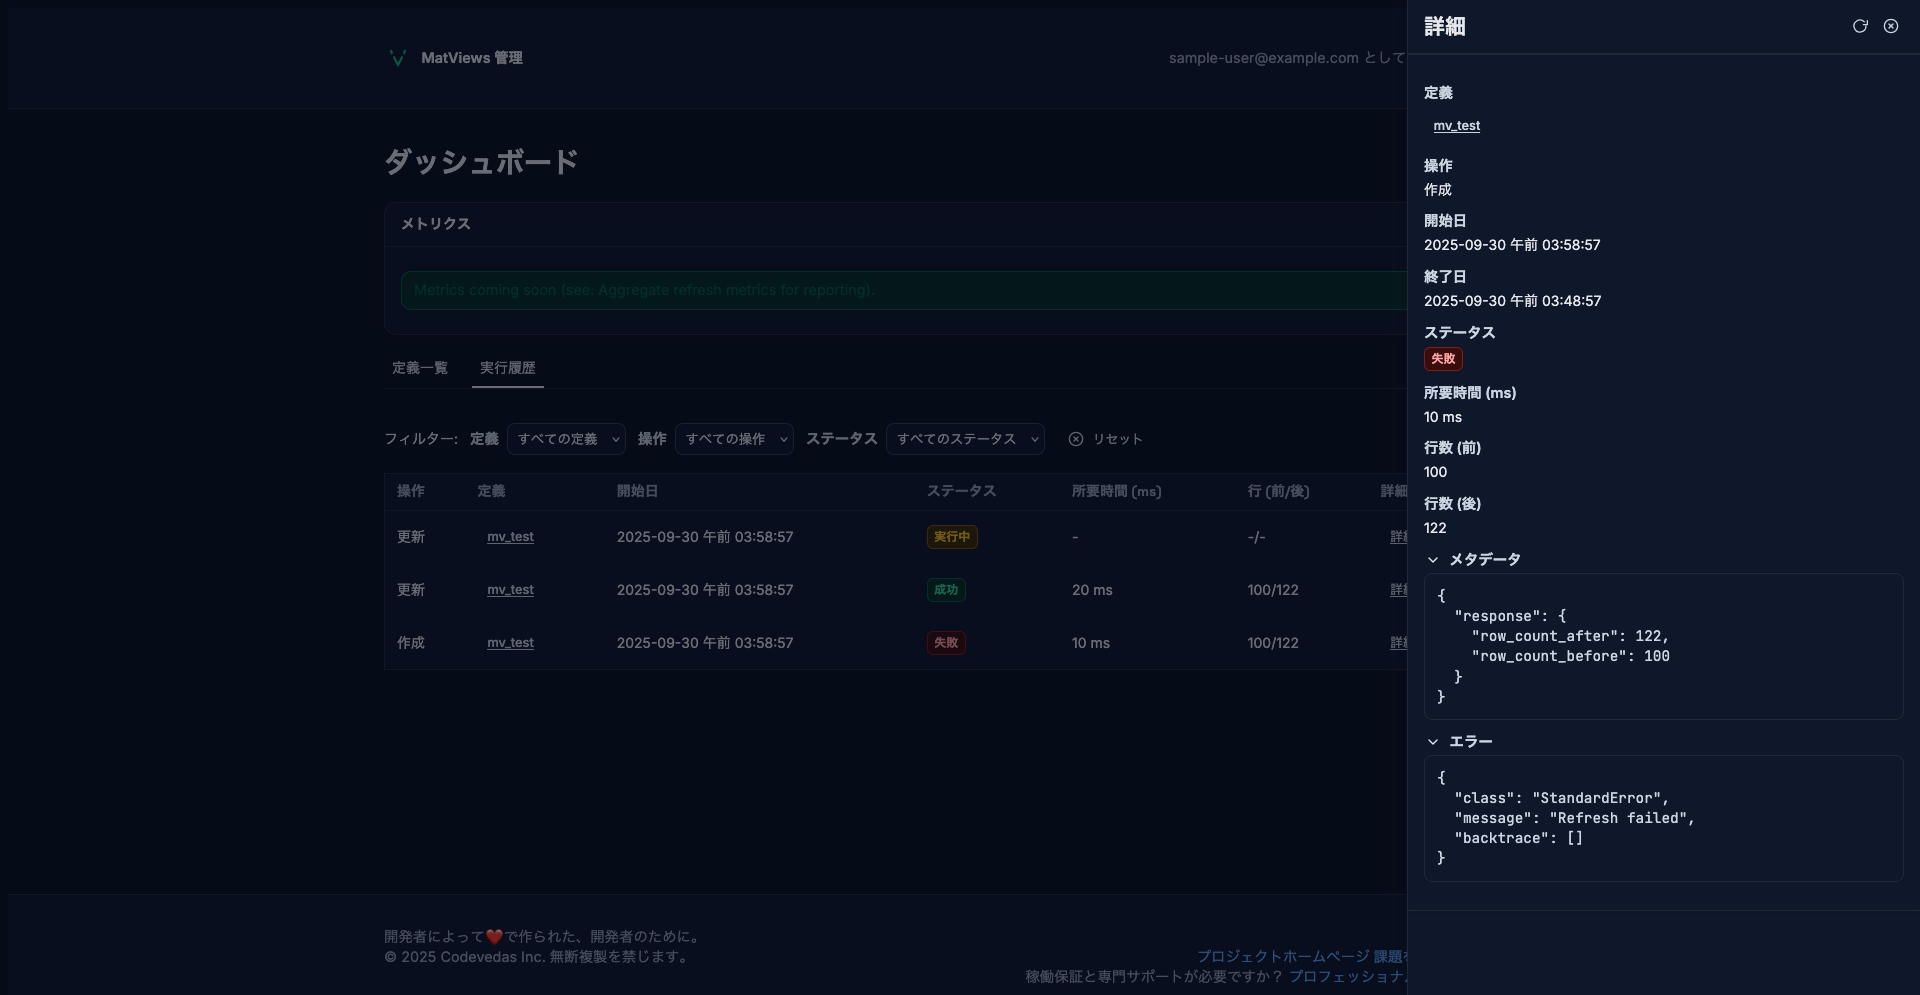 MatViews 管理
sample-user@example.com として
ダッシュボード
メトリクス
Metrics coming soon (see: Aggregate refresh metrics for reporting).
定義一覧 実行履歴
フィルター: 定義 すべての定義 操作 すべての操作 ステータス すべてのステータス リセット
操作 定義 開始日 ステータス 所要時間 (ms) 行 (前/後) 詳細
更新 mv_test 2025-09-30 午前 03:58:57 実行中 - -/- 詳
更新 mv_test 2025-09-30 午前 03:58:57 成功 20 ms 100/122 詳
作成 mv_test 2025-09-30 午前 03:58:57 失敗 10 ms 100/122 詳
開発者によって❤️で作られた、開発者のために。
© 2025 Codevedas Inc. 無断複製を禁じます。
プロジェクトホームページ 課題
稼働保証と専門サポートが必要ですか？ プロフェッショナ
詳細
定義
mv_test
操作
作成
開始日
2025-09-30 午前 03:58:57
終了日
2025-09-30 午前 03:48:57
ステータス
失敗
所要時間 (ms)
10 ms
行数 (前)
100
行数 (後)
122
メタデータ
{
  "response": {
    "row_count_after": 122,
    "row_count_before": 100
  }
}
エラー
{
  "class": "StandardError",
  "message": "Refresh failed",
  "backtrace": []
}